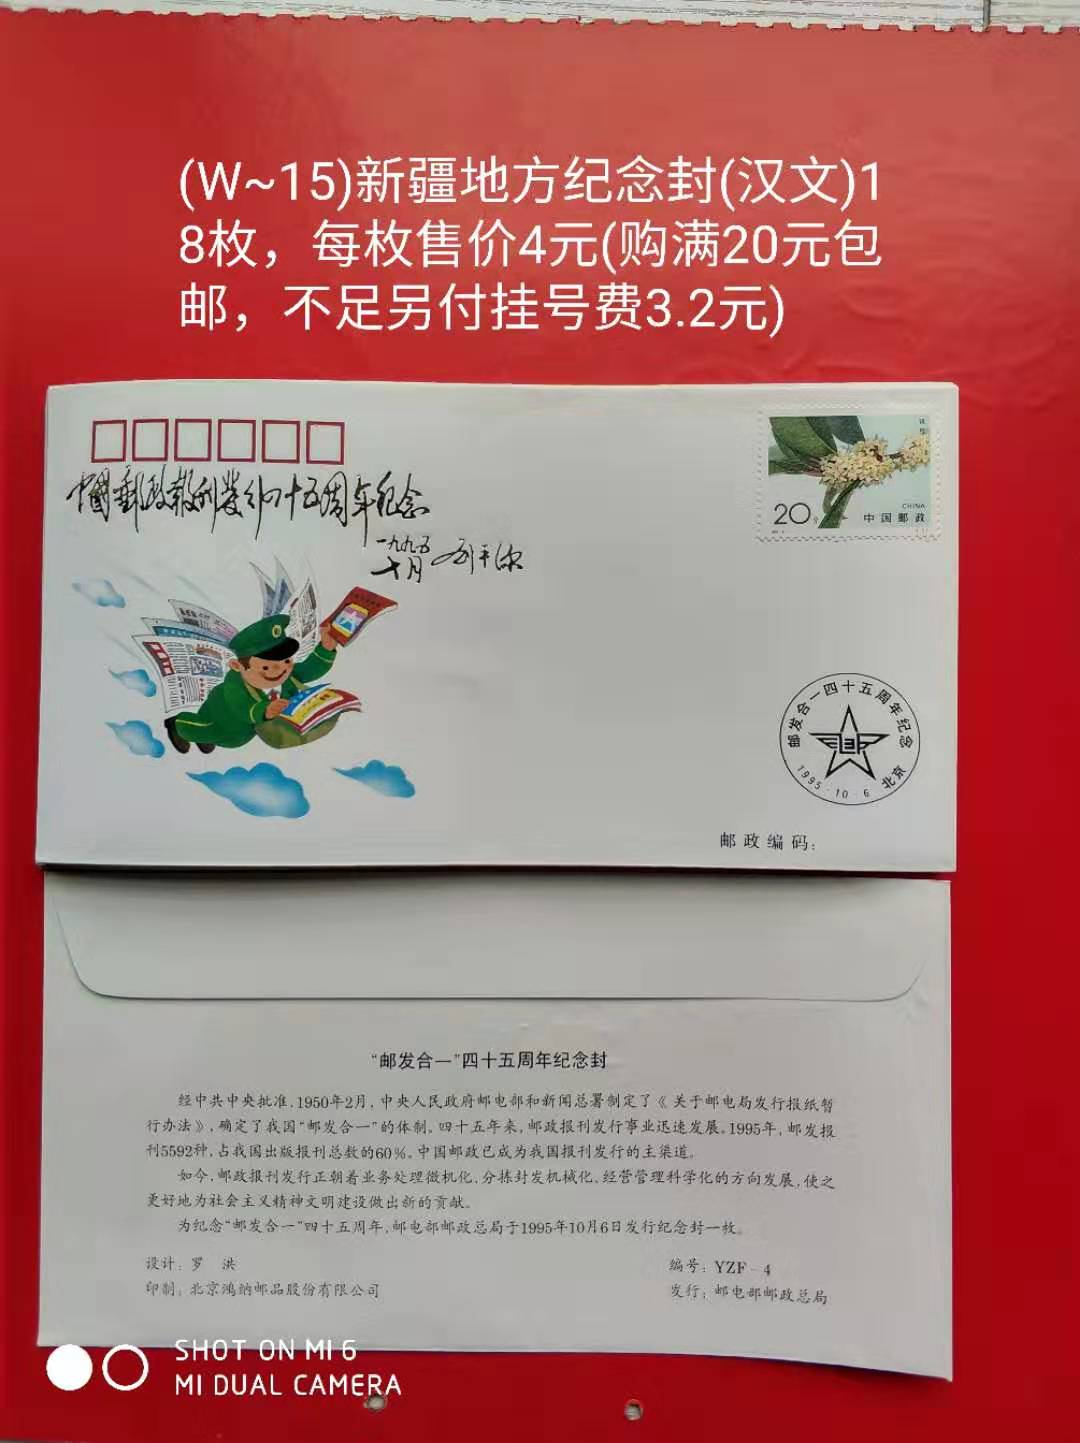 (W~15)新疆地方纪念封(汉文)1
8枚，每枚售价4元(购满20元包
邮，不足另付挂号费3.2元)
中國郵政報刊發行四十五周年纪念
一九九五
十月
20分
CHINA
中国邮政
邮发合一四十五周年纪念
1995·10·6 北京
邮政编码:
“邮发合一”四十五周年纪念封
经中共中央批准，1950年2月，中央人民政府邮电部和新闻总署制定了《关于邮电局发行报纸暂
行办法》，确定了我国“邮发合一”的体制。四十五年来，邮政报刊发行事业迅速发展。1995年，邮发报
刊5592种，占我国出版报刊总数的60%。中国邮政已成为我国报刊发行的主渠道。
如今，邮政报刊发行正朝着业务处理微机化，分拣封发机械化，经营管理科学化的方向发展，使之
更好地为社会主义精神文明建设做出新的贡献。
为纪念“邮发合一”四十五周年，邮电部邮政总局于1995年10月6日发行纪念封一枚。
设计：罗 洪
编号：YZF-4
印制：北京鸿纳邮品股份有限公司
发行：邮电部邮政总局
SHOT ON MI 6
MI DUAL CAMERA